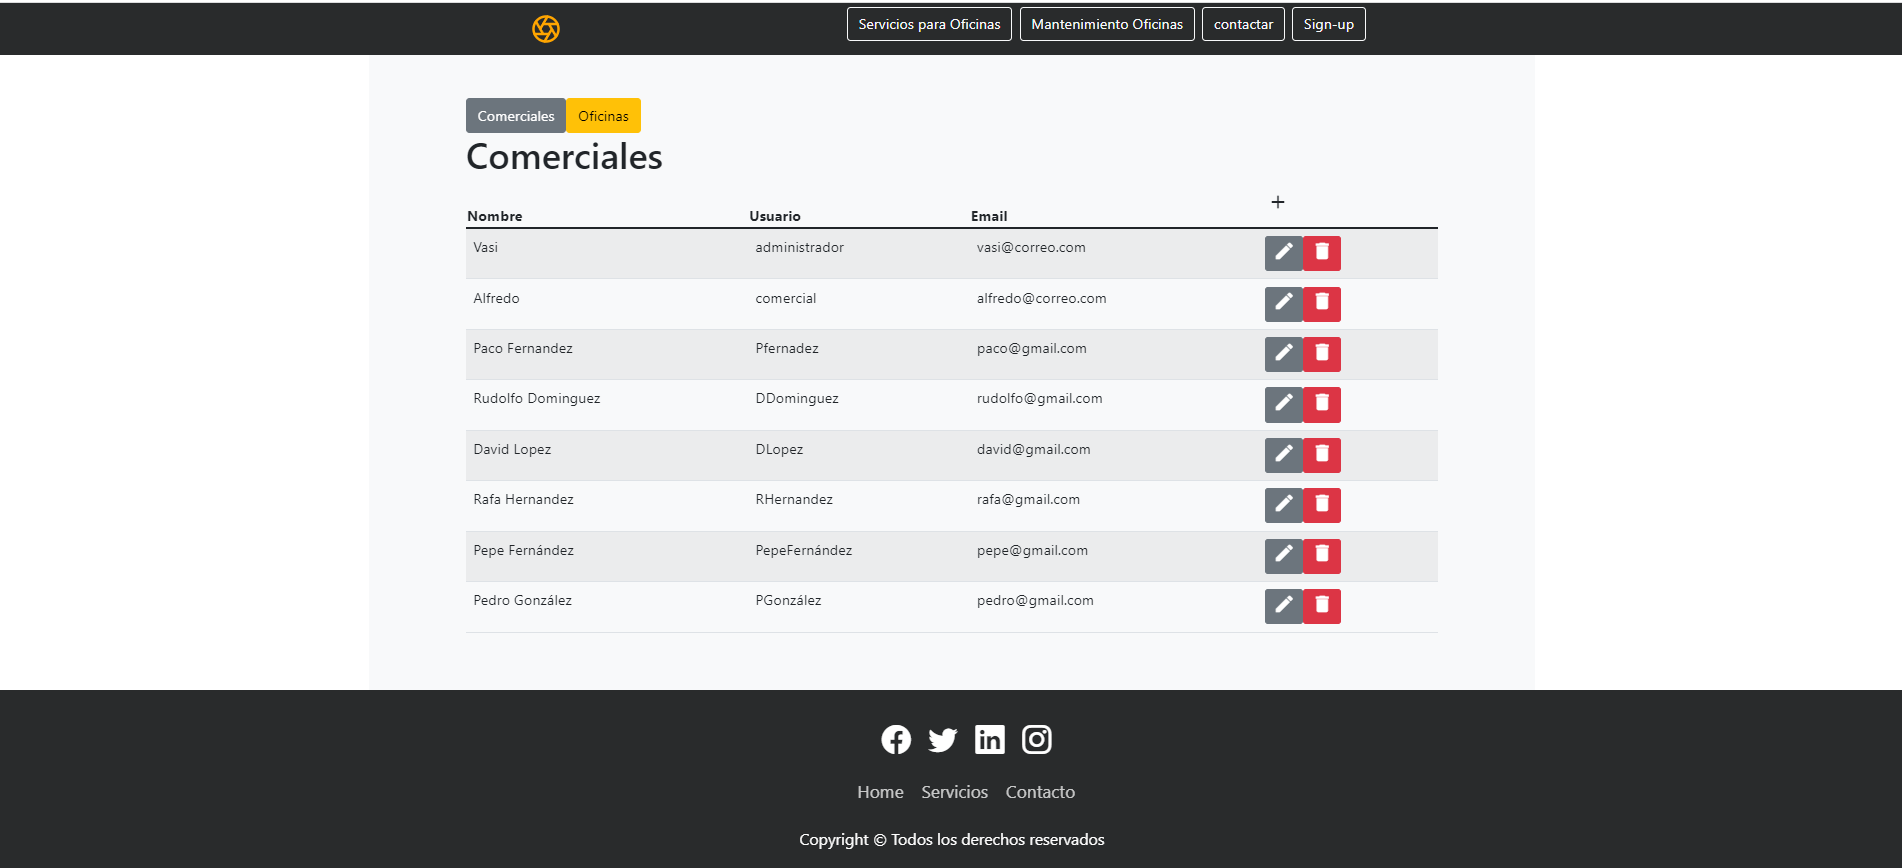 Servicios para Oficinas Mantenimiento Oficinas contactar Sign-up
Comerciales Oficinas
Comerciales
+
Nombre Usuario Email
Vasi administrador vasi@correo.com
Alfredo comercial alfredo@correo.com
Paco Fernandez Pfernadez paco@gmail.com
Rudolfo Dominguez DDominguez rudolfo@gmail.com
David Lopez DLopez david@gmail.com
Rafa Hernandez RHernandez rafa@gmail.com
Pepe Fernández PepeFernández pepe@gmail.com
Pedro González PGonzález pedro@gmail.com
Home Servicios Contacto
Copyright © Todos los derechos reservados